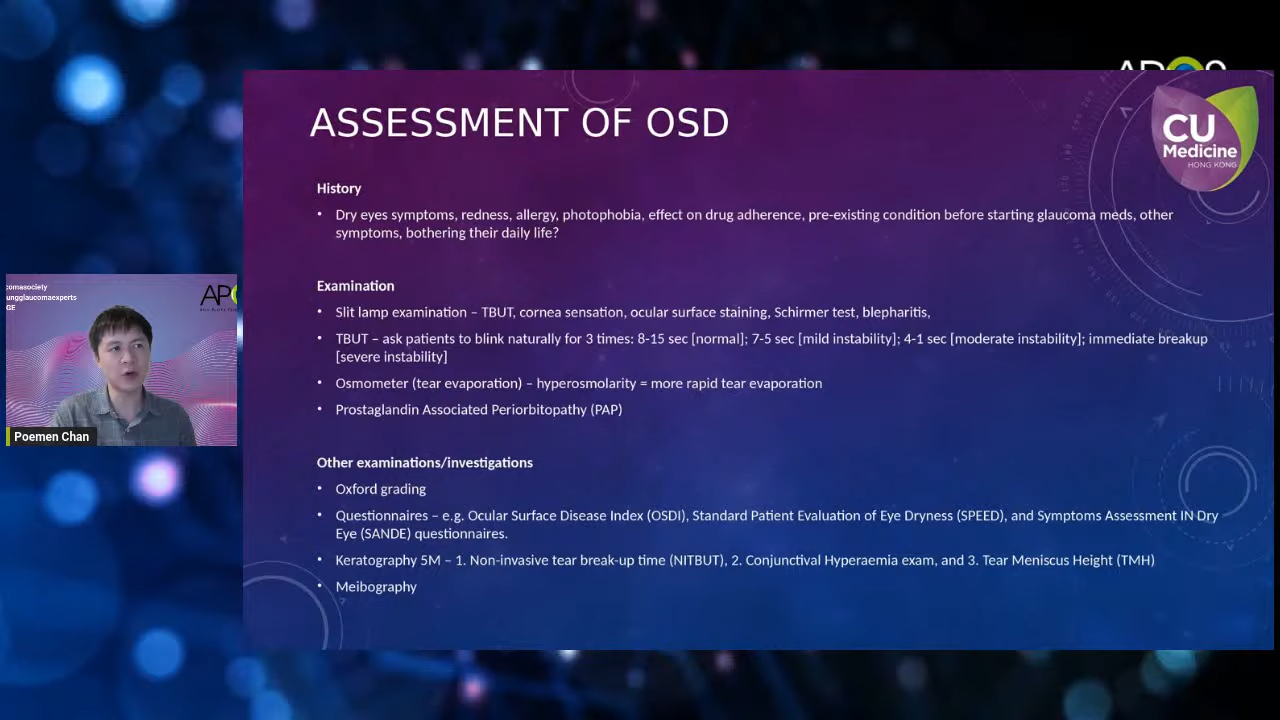 APOS
ASSESSMENT OF OSD
CU
Medicine
HONG KONG
History
• Dry eyes symptoms, redness, allergy, photophobia, effect on drug adherence, pre-existing condition before starting glaucoma meds, other
symptoms, bothering their daily life?
Examination
• Slit lamp examination – TBUT, cornea sensation, ocular surface staining, Schirmer test, blepharitis,
• TBUT – ask patients to blink naturally for 3 times: 8-15 sec [normal]; 7-5 sec [mild instability]; 4-1 sec [moderate instability]; immediate breakup
[severe instability]
• Osmometer (tear evaporation) – hyperosmolarity = more rapid tear evaporation
• Prostaglandin Associated Periorbitopathy (PAP)
Other examinations/investigations
• Oxford grading
• Questionnaires – e.g. Ocular Surface Disease Index (OSDI), Standard Patient Evaluation of Eye Dryness (SPEED), and Symptoms Assessment IN Dry
Eye (SANDE) questionnaires.
• Keratography 5M – 1. Non-invasive tear break-up time (NITBUT), 2. Conjunctival Hyperaemia exam, and 3. Tear Meniscus Height (TMH)
• Meibography
comasociety
ungglaucomaexperts
GE
AP
Poemen Chan